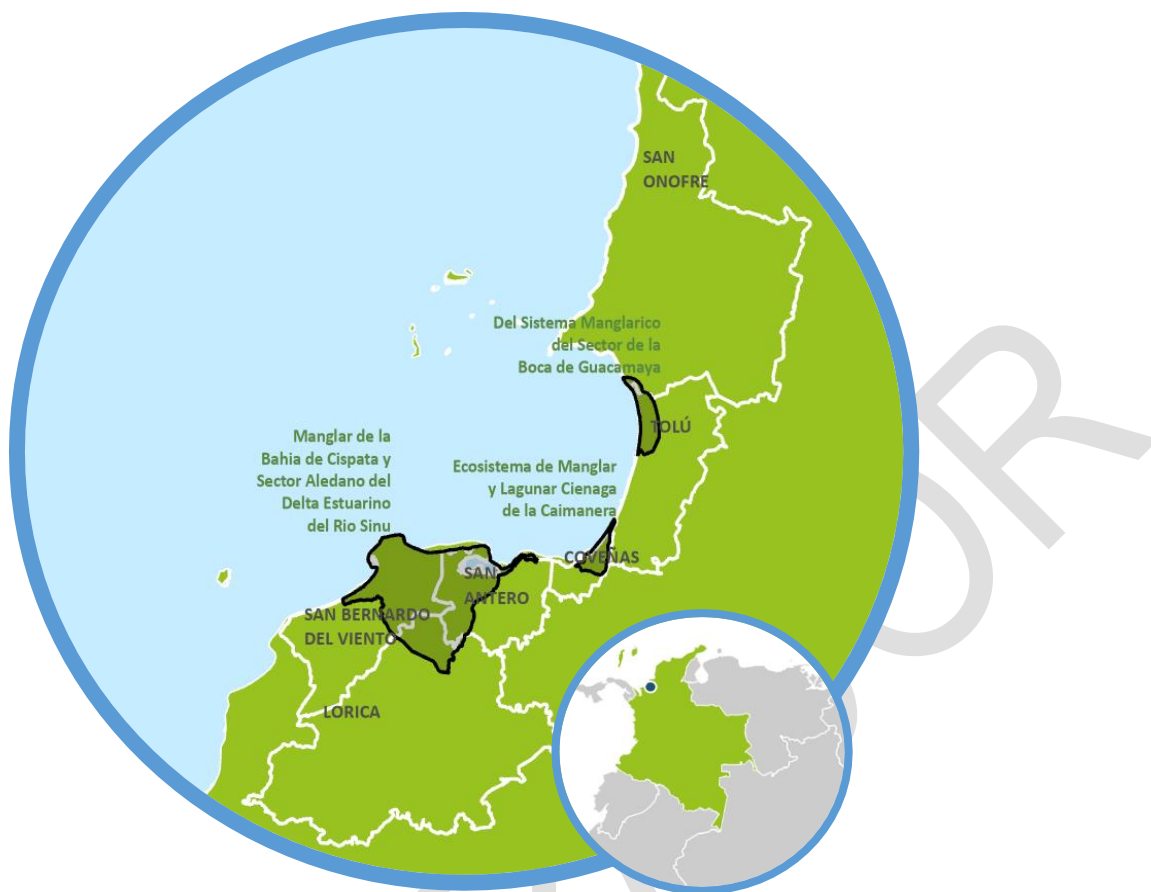 SAN
ONOFRE
Del Sistema Manglarico
del Sector de la
Boca de Guacamaya
TOLÚ
Manglar de la
Bahia de Cispata y
Sector Aledano del
Delta Estuarino
del Rio Sinu
Ecosistema de Manglar
y Lagunar Cienaga
de la Caimanera
COVEÑAS
SAN
ANTERO
SAN BERNARDO
DEL VIENTO
LORICA